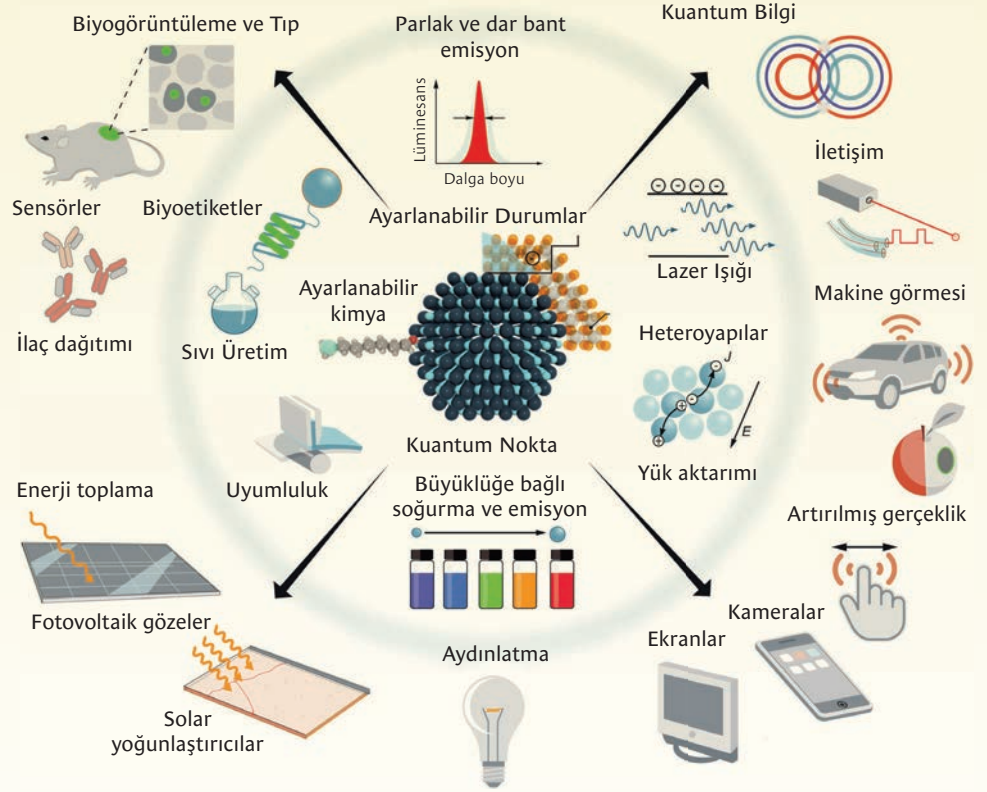 Biyogörüntüleme ve Tıp
Parlak ve dar bant
emisyon
Kuantum Bilgi
Lüminesans
Dalga boyu
İletişim
Sensörler
Biyoetiketler
Ayarlanabilir Durumlar
Lazer Işığı
Ayarlanabilir
kimya
Makine görmesi
İlaç dağıtımı
Sıvı Üretim
Heteroyapılar
J
E
Kuantum Nokta
Yük aktarımı
Enerji toplama
Uyumluluk
Büyüklüğe bağlı
soğurma ve emisyon
Artırılmış gerçeklik
Fotovoltaik gözeler
Kameralar
Ekranlar
Aydınlatma
Solar
yoğunlaştırıcılar